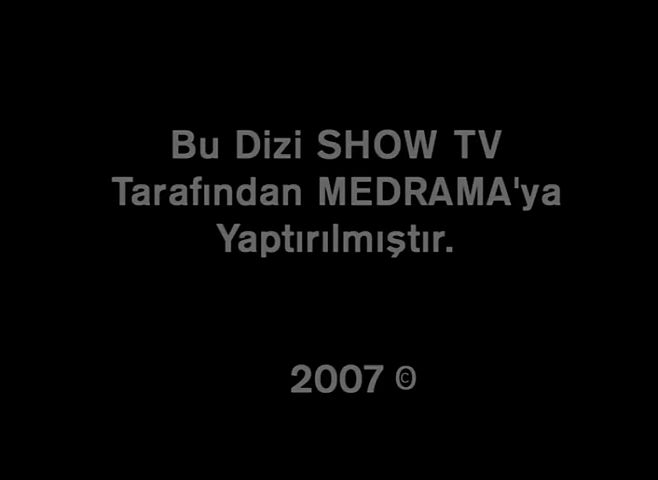 Bu Dizi SHOW TV
Tarafından MEDRAMA'ya
Yaptırılmıştır.
2007 ©